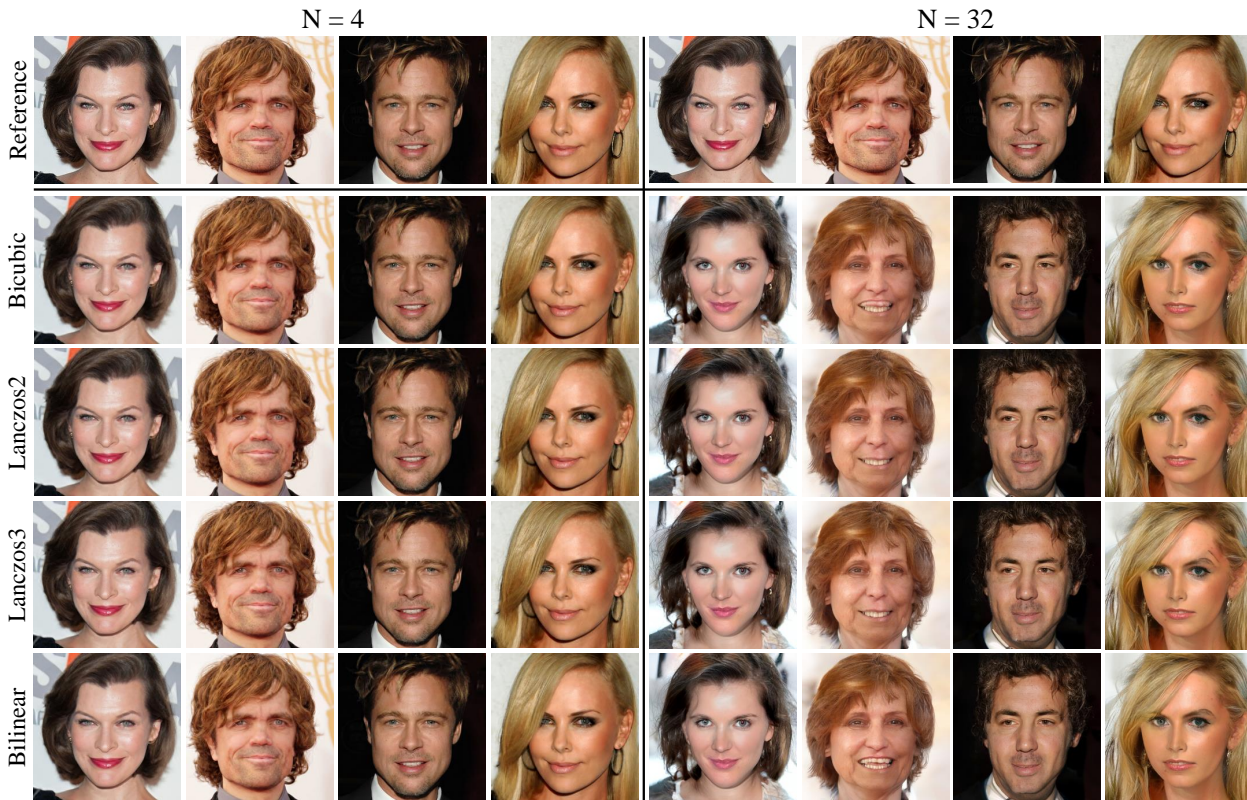 N = 4
N = 32
Reference
Bicubic
Lanczos2
Lanczos3
Bilinear